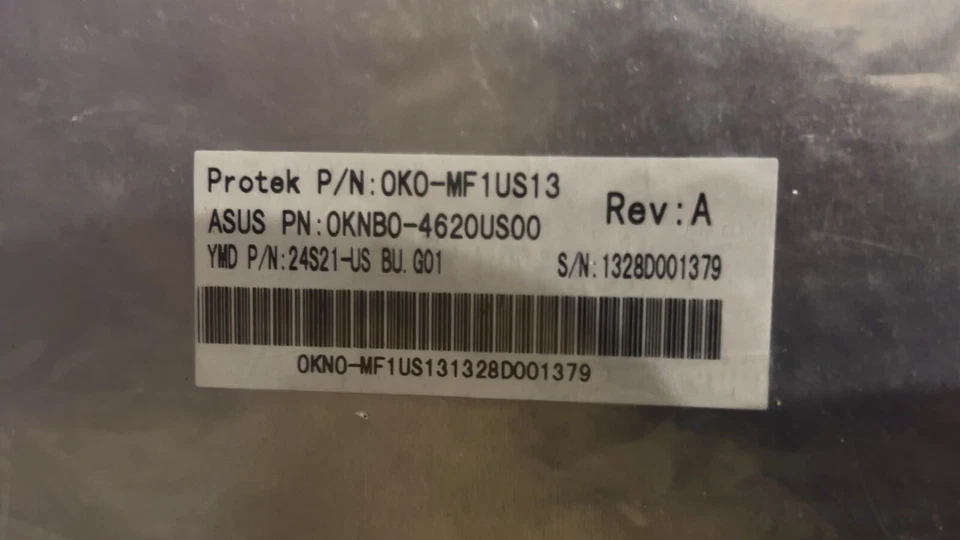 Protek P/N:0K0-MF1US13
Rev:A
ASUS PN:0KNB0-4620US00
YMD P/N:24S21-US BU.G01
S/N:1328D001379
0KN0-MF1US131328D001379